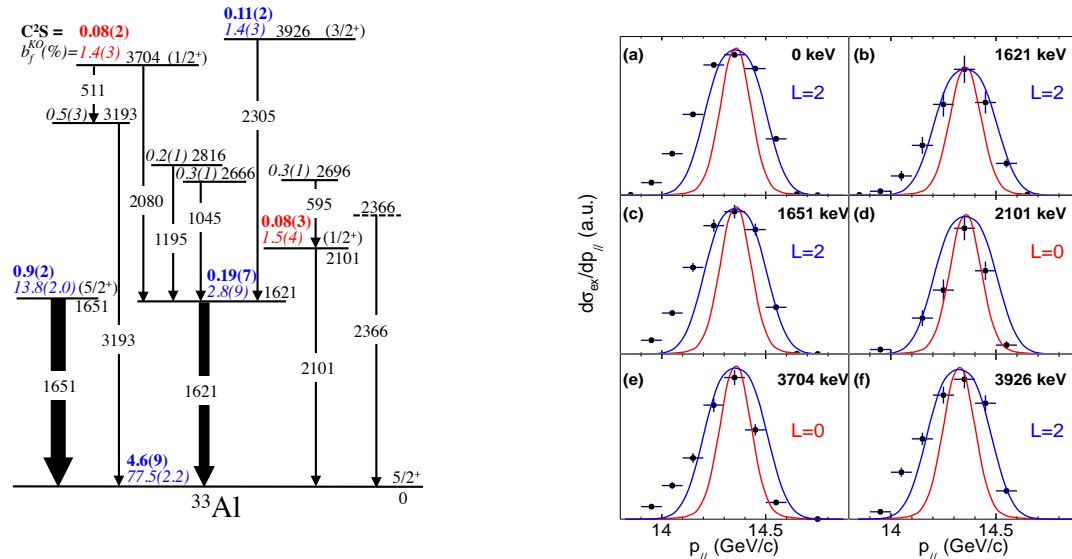 C²S = 0.08(2)
b_f^KO(%)= 1.4(3)
3704 (1/2⁺)
0.11(2)
1.4(3)
3926 (3/2⁺)
511
0.5(3) 3193
2305
0.2(1) 2816
0.3(1) 2666
0.3(1) 2696
2080
1045
595
2366
1195
0.08(3)
1.5(4)
(1/2⁺)
2101
0.9(2)
13.8(2.0) (5/2⁺)
1651
0.19(7)
2.8(9)
1621
3193
2366
2101
1651
1621
4.6(9)
77.5(2.2)
5/2⁺
0
³³Al
dσ_ex/dp_// (a.u.)
(a) 0 keV
L=2
(b) 1621 keV
L=2
(c) 1651 keV
L=2
(d) 2101 keV
L=0
(e) 3704 keV
L=0
(f) 3926 keV
L=2
14 14.5
14 14.5
p_// (GeV/c)
p_// (GeV/c)